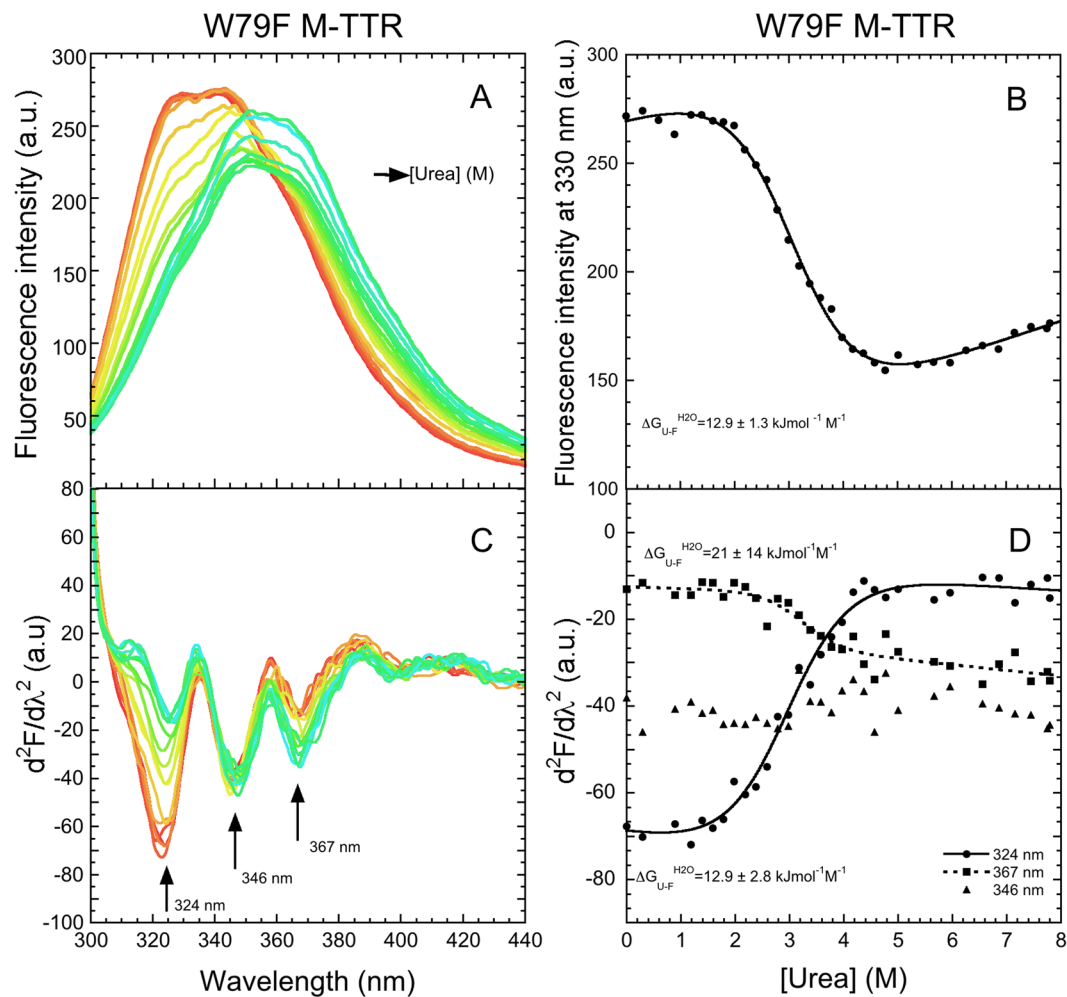 W79F M-TTR
W79F M-TTR
Fluorescence intensity (a.u.)
300
250
200
150
100
50
A
[Urea] (M)
Fluorescence intensity at 330 nm (a.u.)
300
250
200
150
100
B
ΔG U-F H2O=12.9 ± 1.3 kJmol -1 M-1
d2F/dλ2 (a.u)
80
60
40
20
0
-20
-40
-60
-80
-100
C
324 nm
346 nm
367 nm
300 320 340 360 380 400 420 440
Wavelength (nm)
d2F/dλ2 (a.u.)
0
-20
-40
-60
-80
D
ΔG U-F H2O=21 ± 14 kJmol-1M-1
ΔG U-F H2O=12.9 ± 2.8 kJmol-1M-1
324 nm
367 nm
346 nm
0 1 2 3 4 5 6 7 8
[Urea] (M)